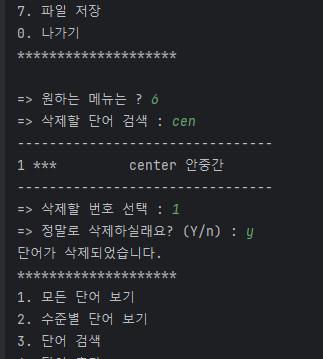 7. 파일 저장
0. 나가기
********************
=> 원하는 메뉴는 ? 6
=> 삭제할 단어 검색 : cen
--------------------------------
1 *** center 안중간
--------------------------------
=> 삭제할 번호 선택 : 1
=> 정말로 삭제하실래요? (Y/n) : y
단어가 삭제되었습니다.
********************
1. 모든 단어 보기
2. 수준별 단어 보기
3. 단어 검색